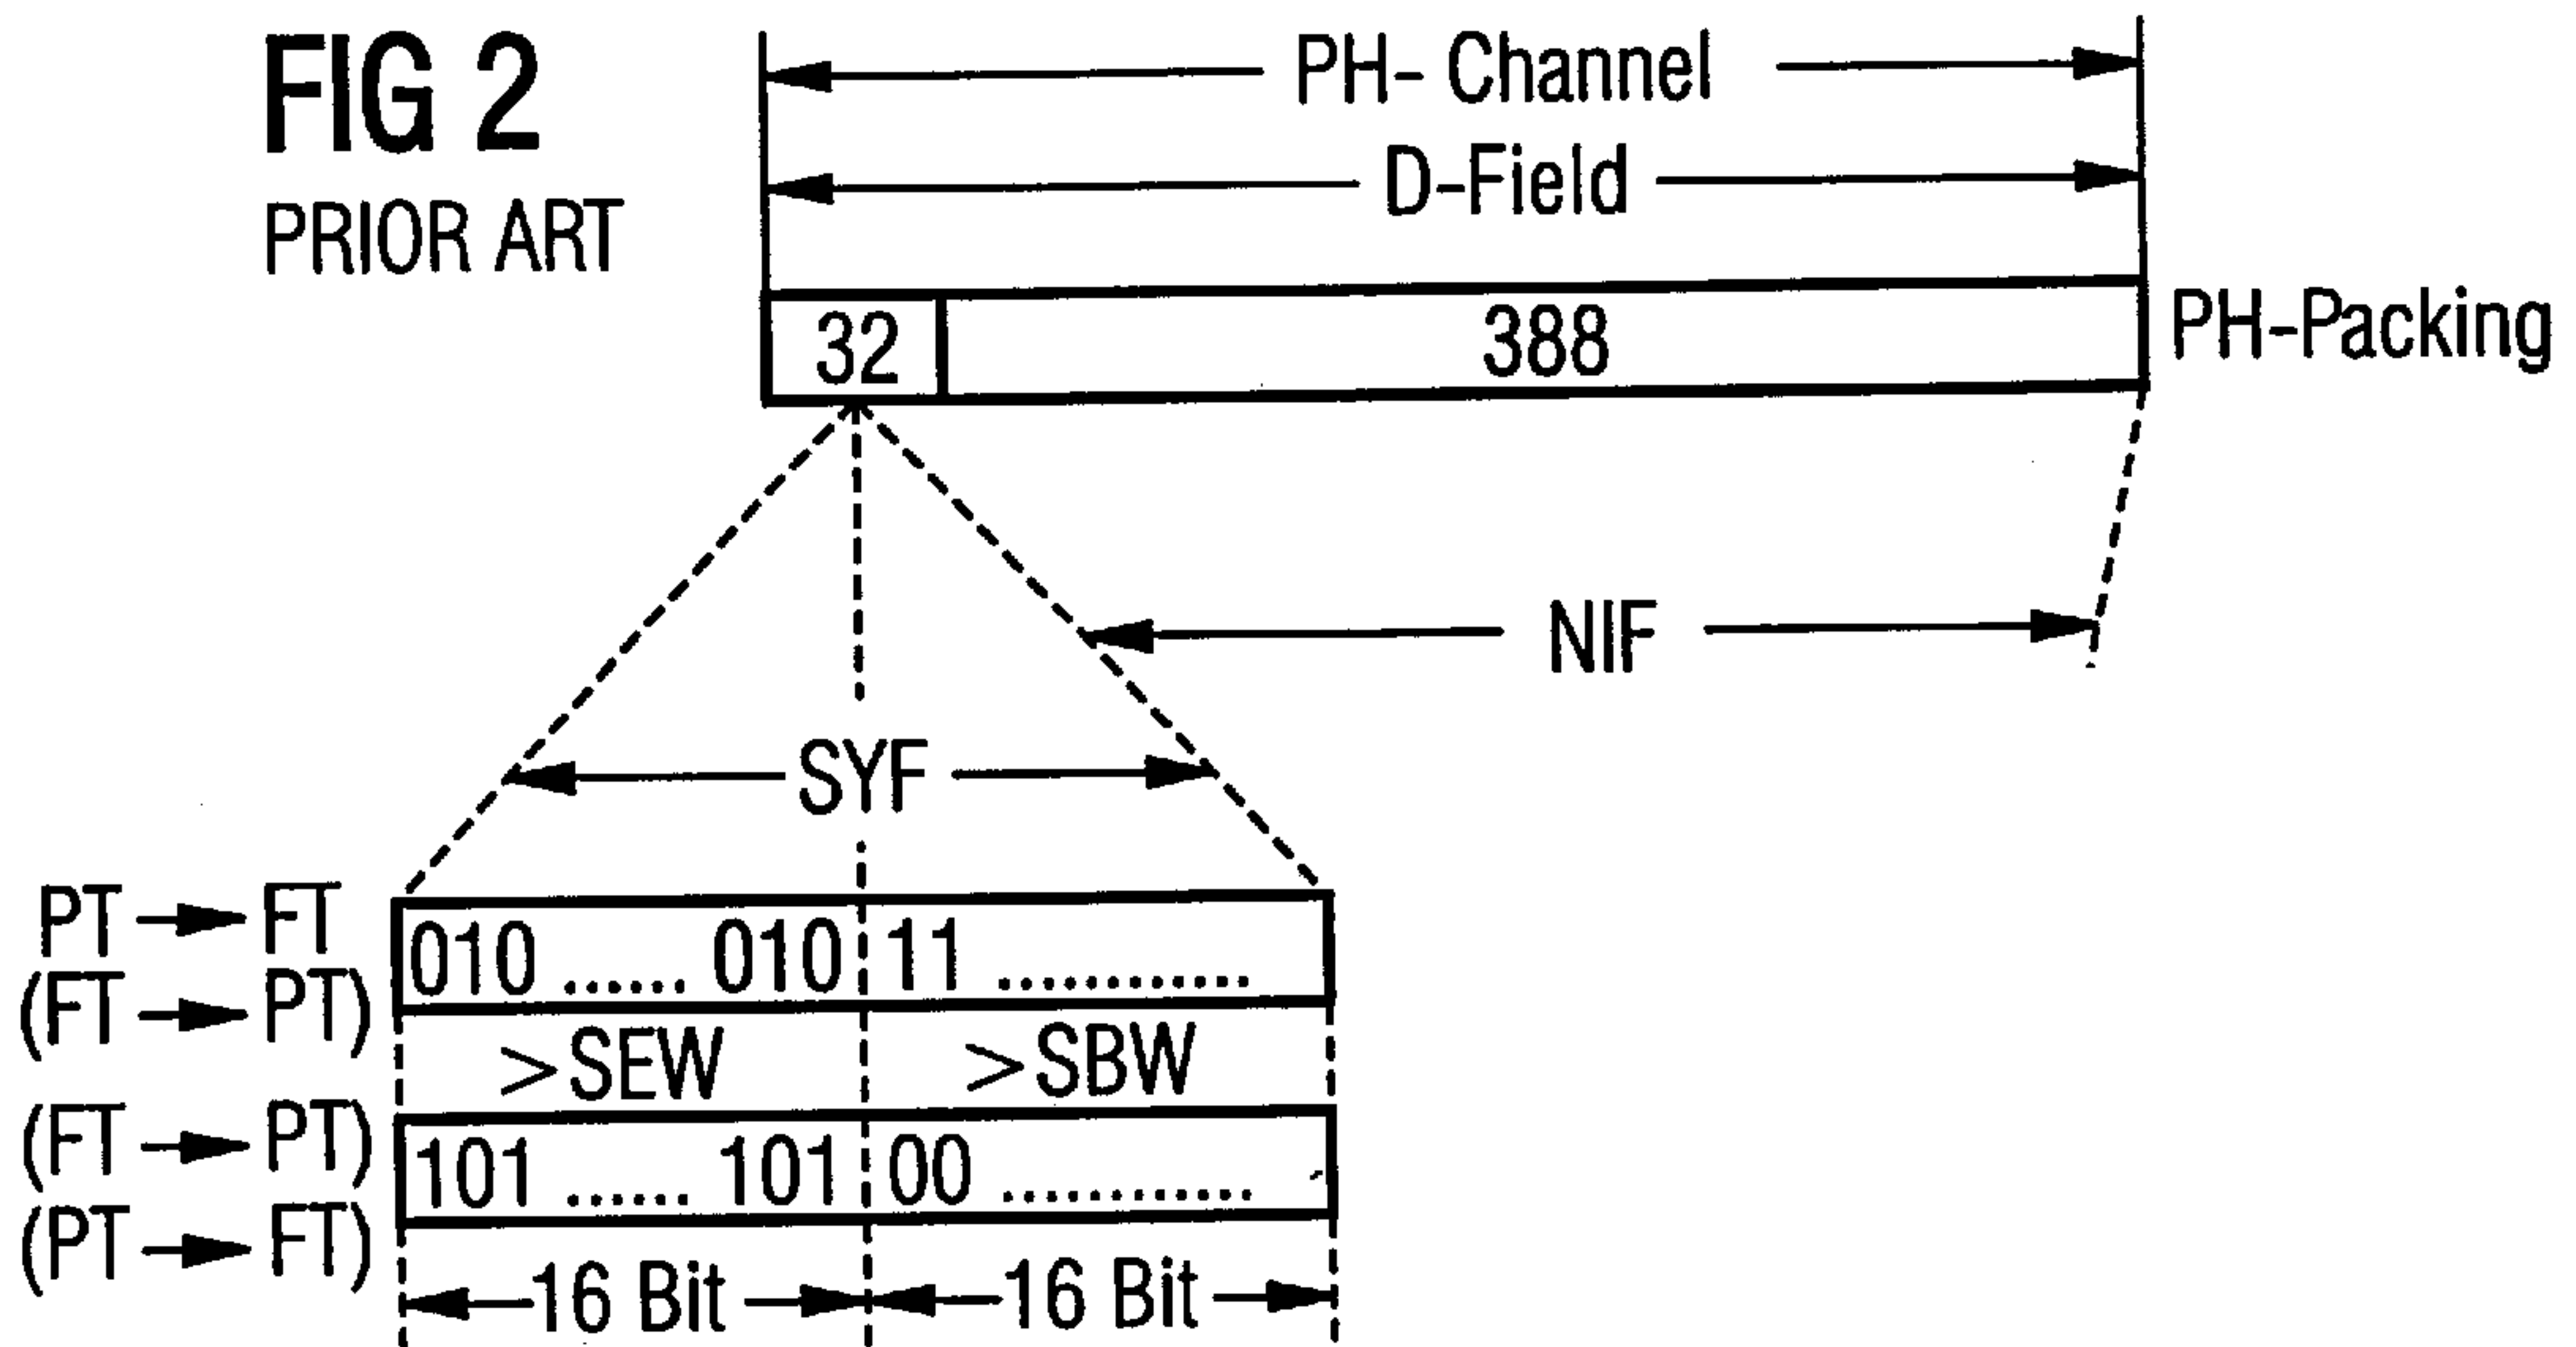 FIG 2
PRIOR ART
PH- Channel
D-Field
32
388
PH-Packing
NIF
SYF
PT → FT
(FT → PT)
010 ...... 010
11 ............
>SEW
>SBW
(FT → PT)
(PT → FT)
101 ...... 101
00 ............
16 Bit
16 Bit